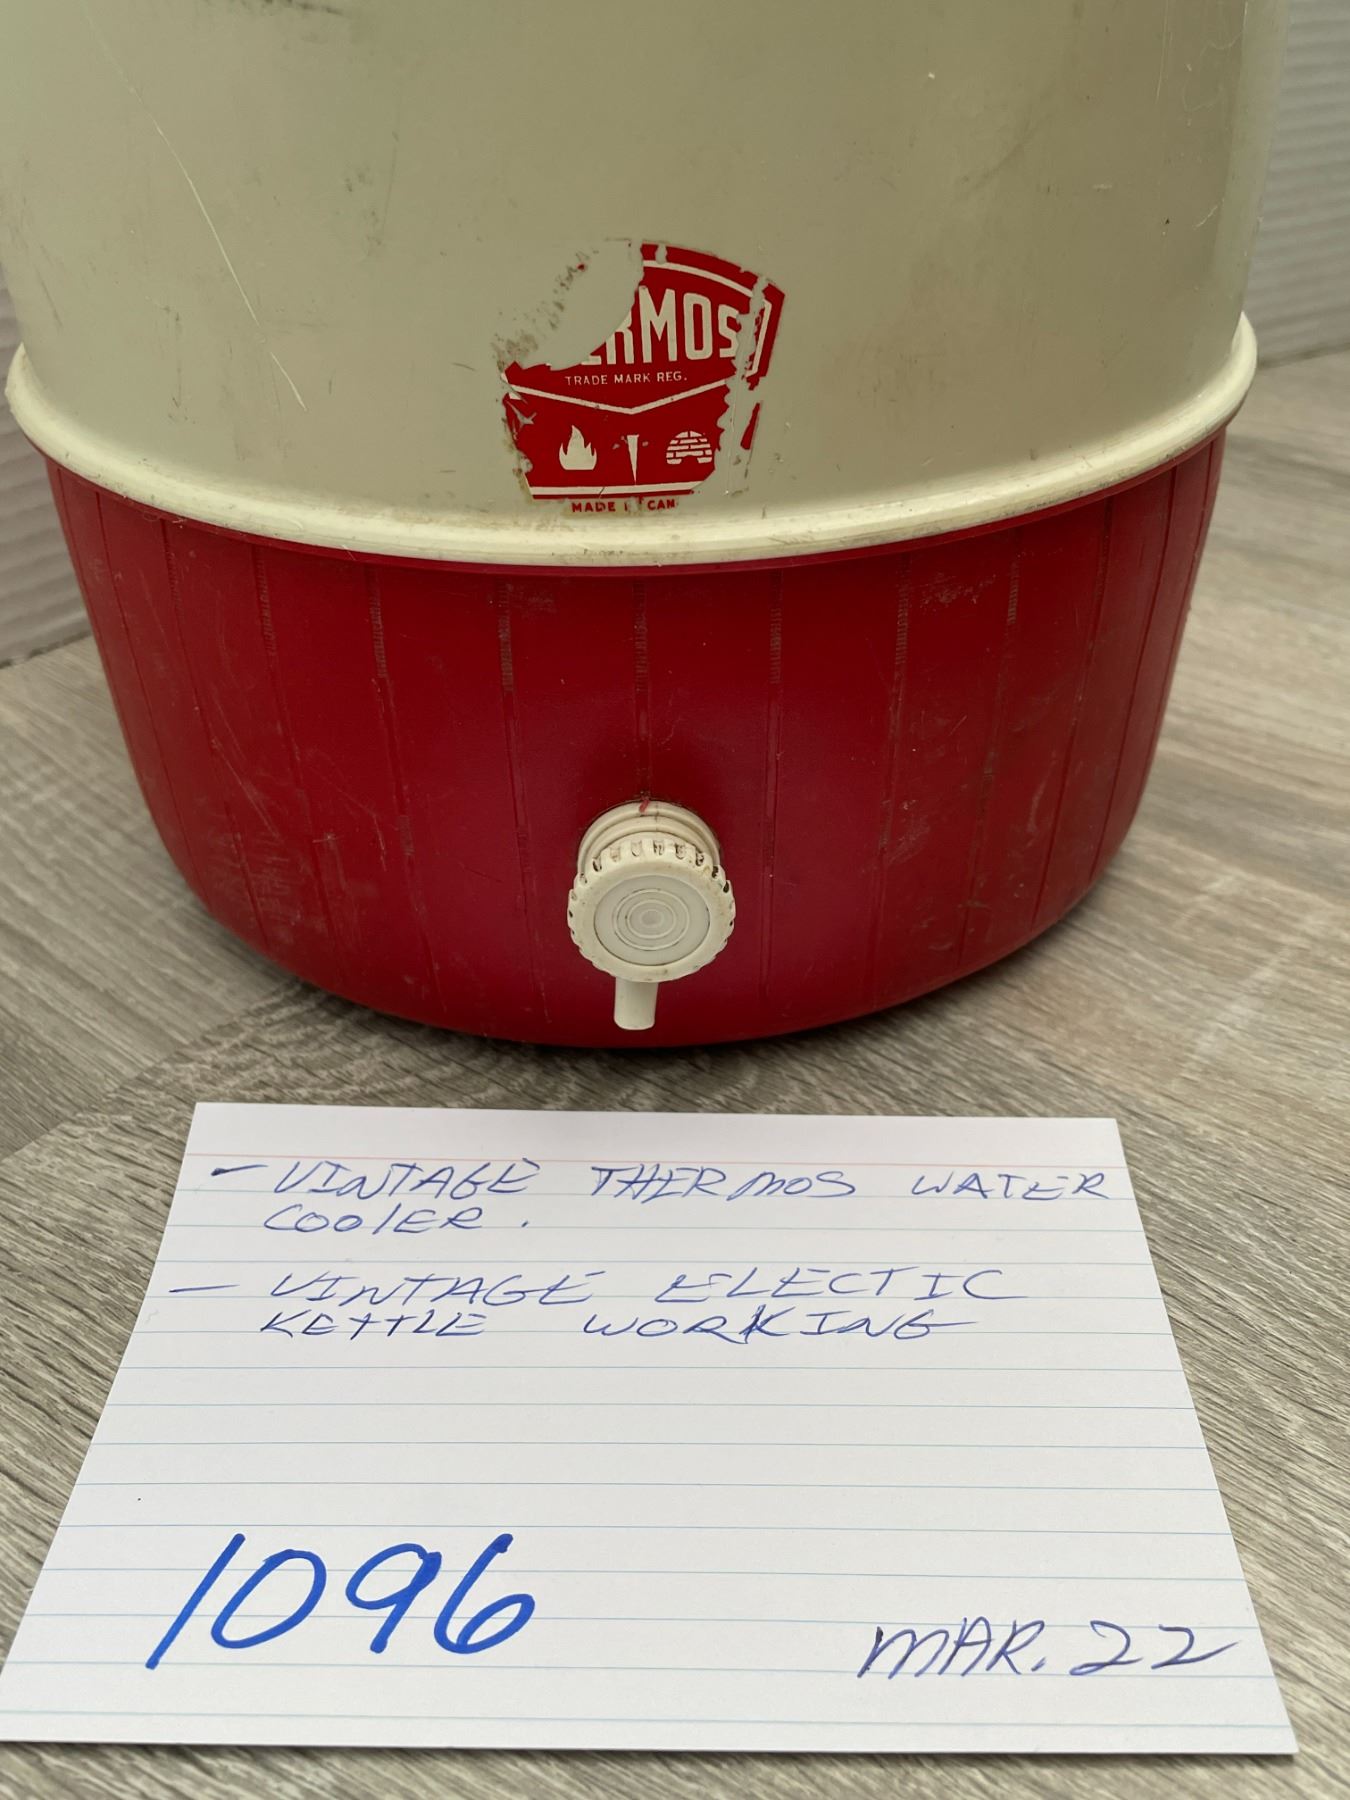 ERMOS
TRADE MARK REG.
MADE I CAN
- VINTAGE THERMOS WATER
COOLER.
- VINTAGE ELECTIC
KETTLE WORKING
1096
MAR. 22